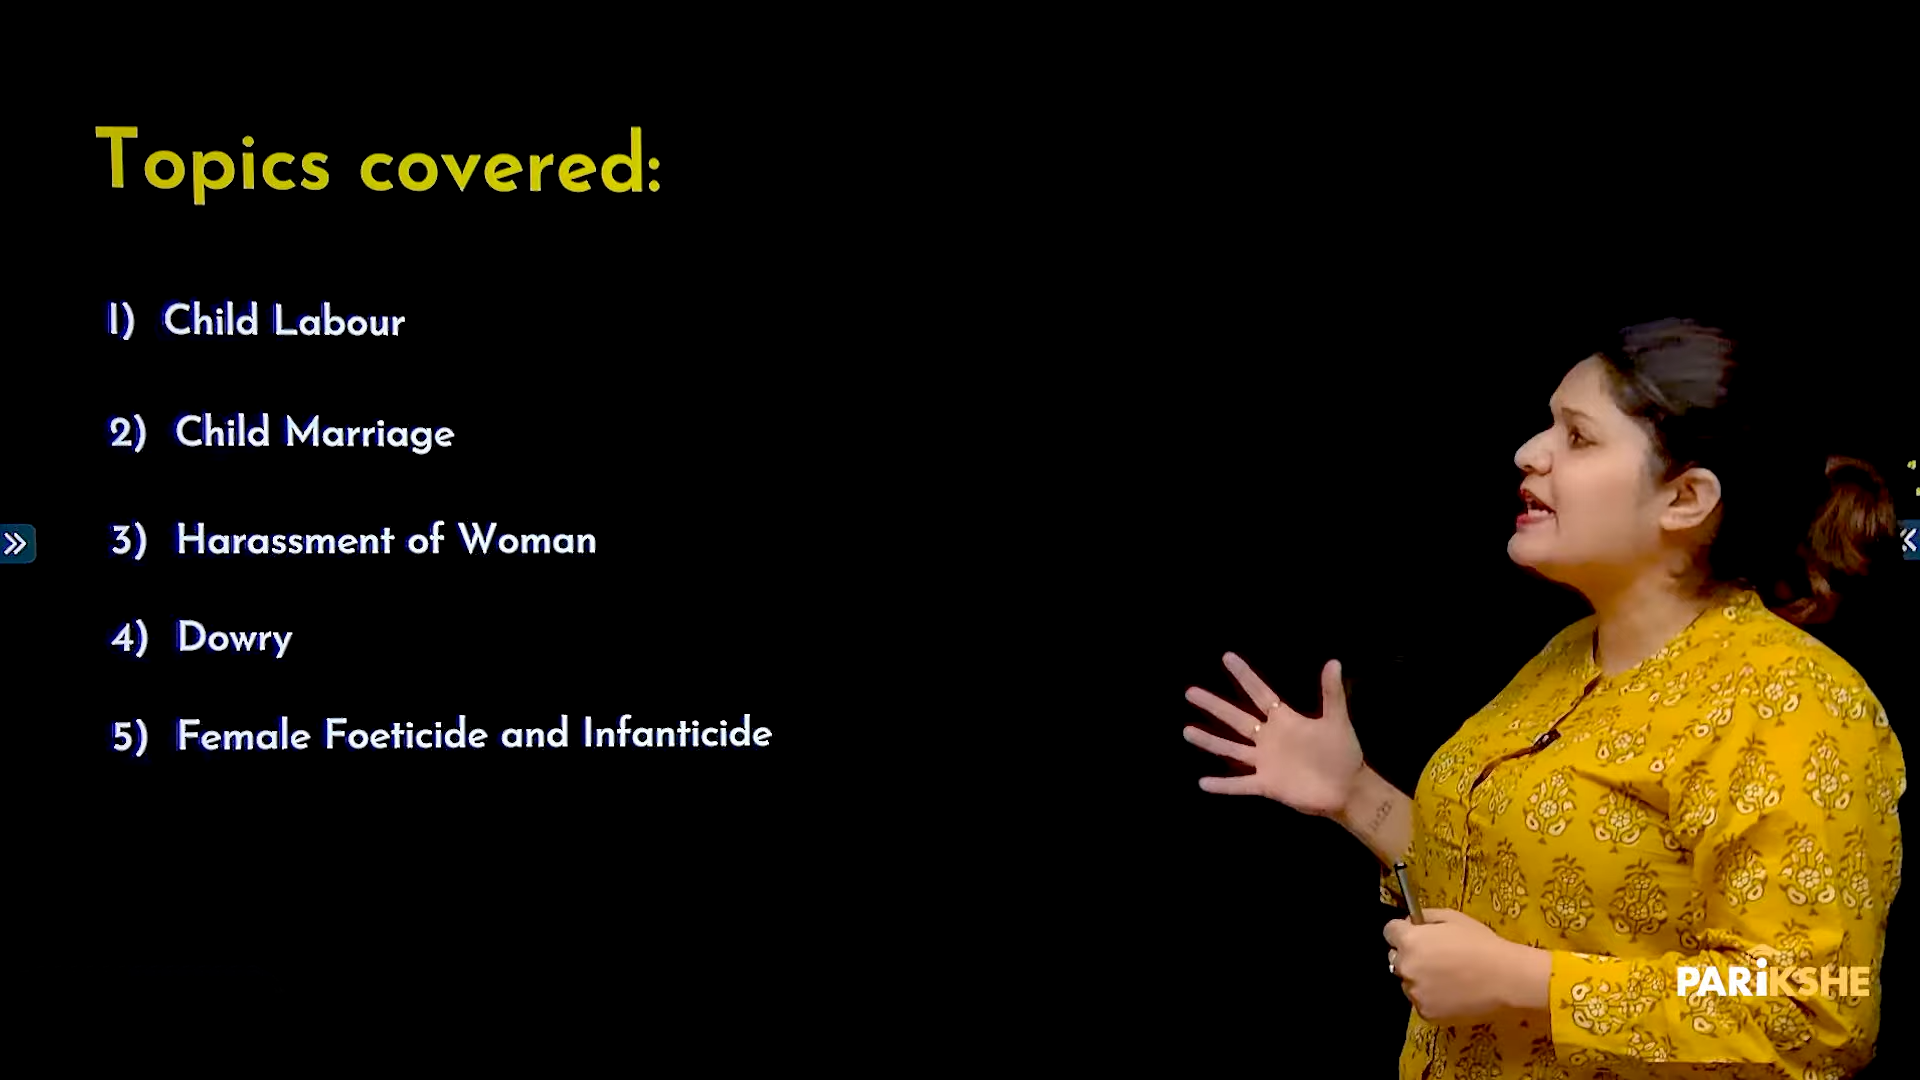 Topics covered:
1) Child Labour
2) Child Marriage
3) Harassment of Woman
4) Dowry
5) Female Foeticide and Infanticide
PARiKSHE